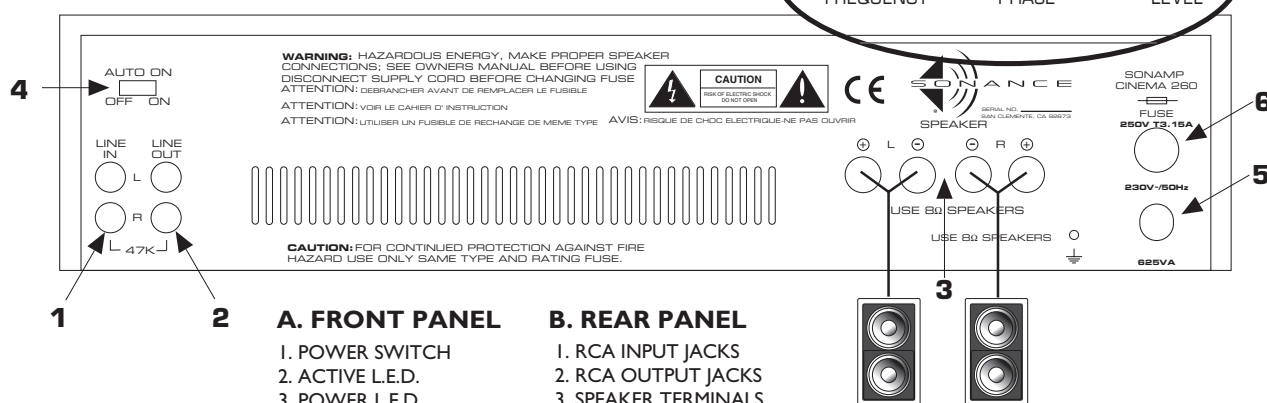 FREQUENCY PHASE LEVEL
WARNING: HAZARDOUS ENERGY, MAKE PROPER SPEAKER
CONNECTIONS; SEE OWNERS MANUAL BEFORE USING
DISCONNECT SUPPLY CORD BEFORE CHANGING FUSE
ATTENTION: DEBRANCHER AVANT DE REMPLACER LE FUSIBLE
ATTENTION: VOIR LE CAHIER D' INSTRUCTION
ATTENTION: UTILISER UN FUSIBLE DE RECHANGE DE MEME TYPE
AVIS: RISQUE DE CHOC ELECTRIQUE-NE PAS OUVRIR
CAUTION
RISK OF ELECTRIC SHOCK
DO NOT OPEN
CE
SONANCE
SERIAL NO.
SAN CLEMENTE, CA 92673
SONAMP
CINEMA 260
FUSE
250V T3.15A
6
230V~/50Hz
5
625VA
4
AUTO ON
OFF ON
LINE IN
LINE OUT
L
R
47K
1
2
SPEAKER
+ L - - R +
USE 8Ω SPEAKERS
USE 8Ω SPEAKERS
3
CAUTION: FOR CONTINUED PROTECTION AGAINST FIRE
HAZARD USE ONLY SAME TYPE AND RATING FUSE.
A. FRONT PANEL
1. POWER SWITCH
2. ACTIVE L.E.D.
3. POWER L.E.D.
B. REAR PANEL
1. RCA INPUT JACKS
2. RCA OUTPUT JACKS
3. SPEAKER TERMINALS